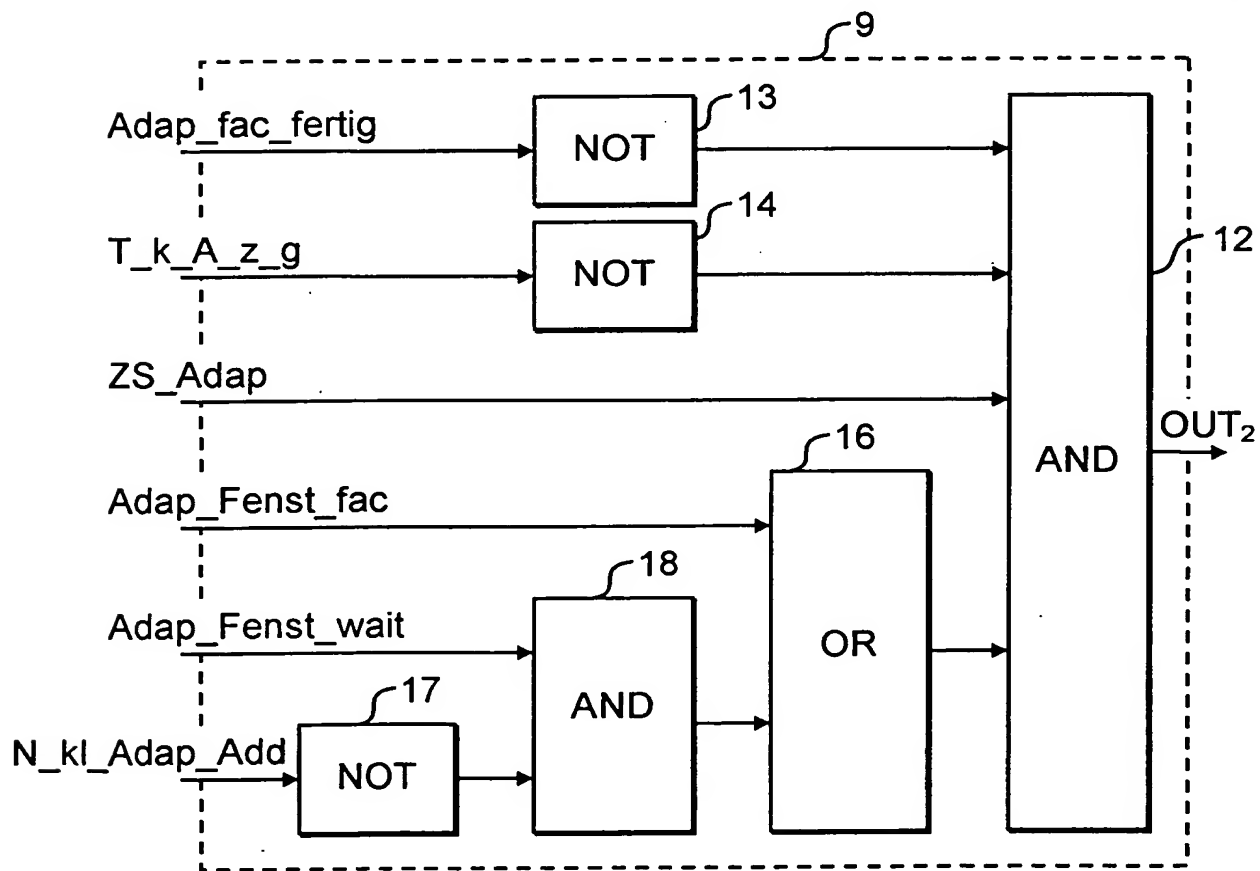 9
Adap_fac_fertig
13
NOT
T_k_A_z_g
14
NOT
12
ZS_Adap
AND
OUT₂
16
Adap_Fenst_fac
OR
18
Adap_Fenst_wait
AND
17
N_kl_Adap_Add
NOT